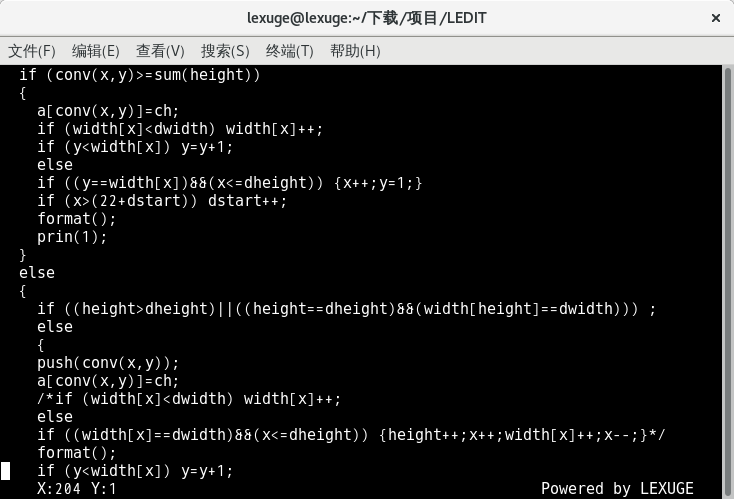 lexuge@lexuge:~/下载/项目/LEDIT
文件(F) 编辑(E) 查看(V) 搜索(S) 终端(T) 帮助(H)
if (conv(x,y)>=sum(height))
{
a[conv(x,y)]=ch;
if (width[x]<dwidth) width[x]++;
if (y<width[x]) y=y+1;
else
if ((y==width[x])&&(x<=dheight)) {x++;y=1;}
if (x>(22+dstart)) dstart++;
format();
prin(1);
}
else
{
if ((height>dheight)||((height==dheight)&&(width[height]==dwidth))) ;
else
{
push(conv(x,y));
a[conv(x,y)]=ch;
/*if (width[x]<dwidth) width[x]++;
else
if ((width[x]==dwidth)&&(x<=dheight)) {height++;x++;width[x]++;x--;}*/
format();
if (y<width[x]) y=y+1;
X:204 Y:1 Powered by LEXUGE